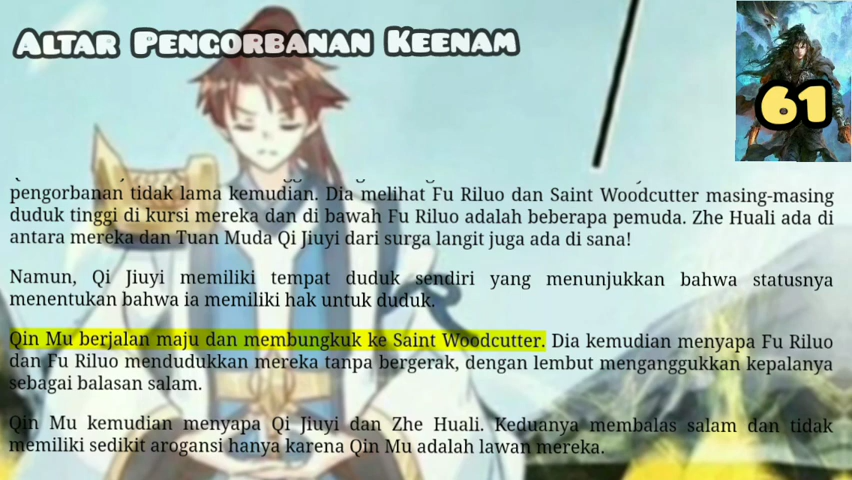 ALTAR PENGORBANAN KEENAM
61
pengorbanan tidak lama kemudian. Dia melihat Fu Riluo dan Saint Woodcutter masing-masing
duduk tinggi di kursi mereka dan di bawah Fu Riluo adalah beberapa pemuda. Zhe Huali ada di
antara mereka dan Tuan Muda Qi Jiuyi dari surga langit juga ada di sana!
Namun, Qi Jiuyi memiliki tempat duduk sendiri yang menunjukkan bahwa statusnya
menentukan bahwa ia memiliki hak untuk duduk.
Qin Mu berjalan maju dan membungkuk ke Saint Woodcutter. Dia kemudian menyapa Fu Riluo
dan Fu Riluo mendudukkan mereka tanpa bergerak, dengan lembut menganggukkan kepalanya
sebagai balasan salam.
Qin Mu kemudian menyapa Qi Jiuyi dan Zhe Huali. Keduanya membalas salam dan tidak
memiliki sedikit arogansi hanya karena Qin Mu adalah lawan mereka.